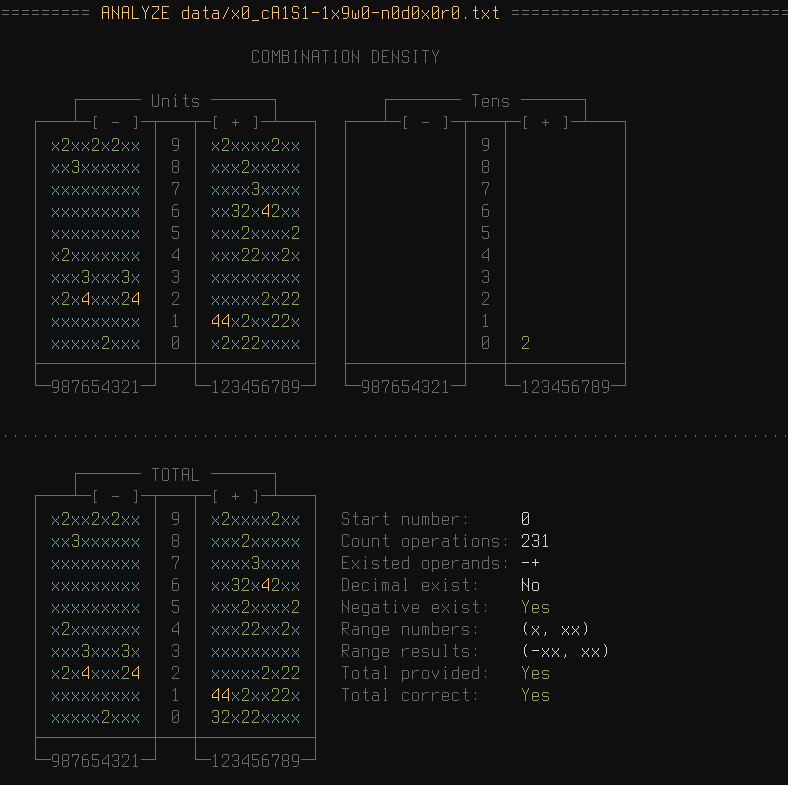 ========= ANALYZE data/x0_cA1S1-1x9w0-n0d0x0r0.txt ============================
COMBINATION DENSITY
Units Tens
[ - ] [ + ] [ - ] [ + ]
x2xx2x2xx 9 x2xxxx2xx 9
xx3xxxxxx 8 xxx2xxxxx 8
xxxxxxxxx 7 xxxx3xxxx 7
xxxxxxxxx 6 xx32x42xx 6
xxxxxxxxx 5 xxx2xxxx2 5
x2xxxxxxx 4 xxx22xx2x 4
xxx3xxx3x 3 xxxxxxxxx 3
x2x4xxx24 2 xxxxx2x22 2
xxxxxxxxx 1 44x2xx22x 1
xxxxx2xxx 0 x2x22xxxx 0 2
987654321 123456789 987654321 123456789
TOTAL
[ - ] [ + ]
x2xx2x2xx 9 x2xxxx2xx Start number: 0
xx3xxxxxx 8 xxx2xxxxx Count operations: 231
xxxxxxxxx 7 xxxx3xxxx Existed operands: -+
xxxxxxxxx 6 xx32x42xx Decimal exist: No
xxxxxxxxx 5 xxx2xxxx2 Negative exist: Yes
x2xxxxxxx 4 xxx22xx2x Range numbers: (x, xx)
xxx3xxx3x 3 xxxxxxxxx Range results: (-xx, xx)
x2x4xxx24 2 xxxxx2x22 Total provided: Yes
xxxxxxxxx 1 44x2xx22x Total correct: Yes
xxxxx2xxx 0 32x22xxxx
987654321 123456789